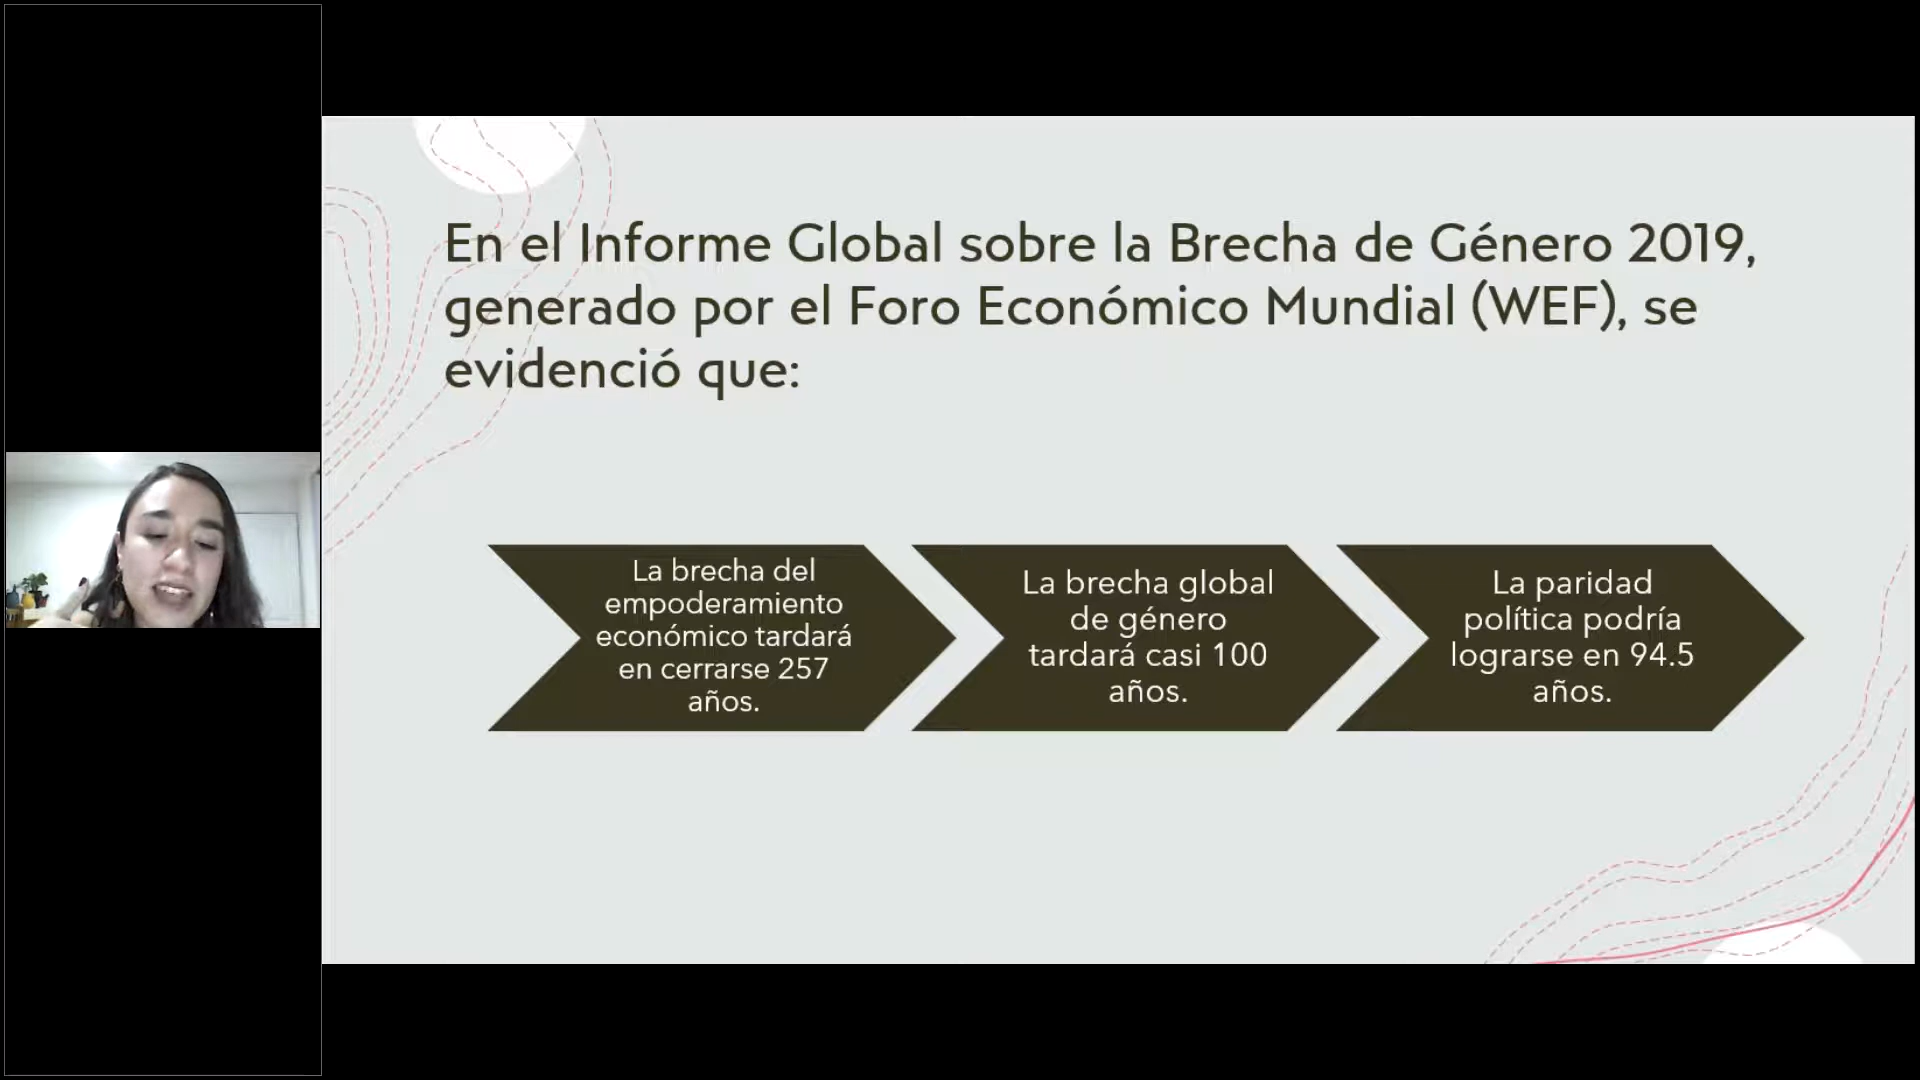 En el Informe Global sobre la Brecha de Género 2019,
generado por el Foro Económico Mundial (WEF), se
evidenció que:
La brecha del
empoderamiento
económico tardará
en cerrarse 257
años.
La brecha global
de género
tardará casi 100
años.
La paridad
política podría
lograrse en 94.5
años.